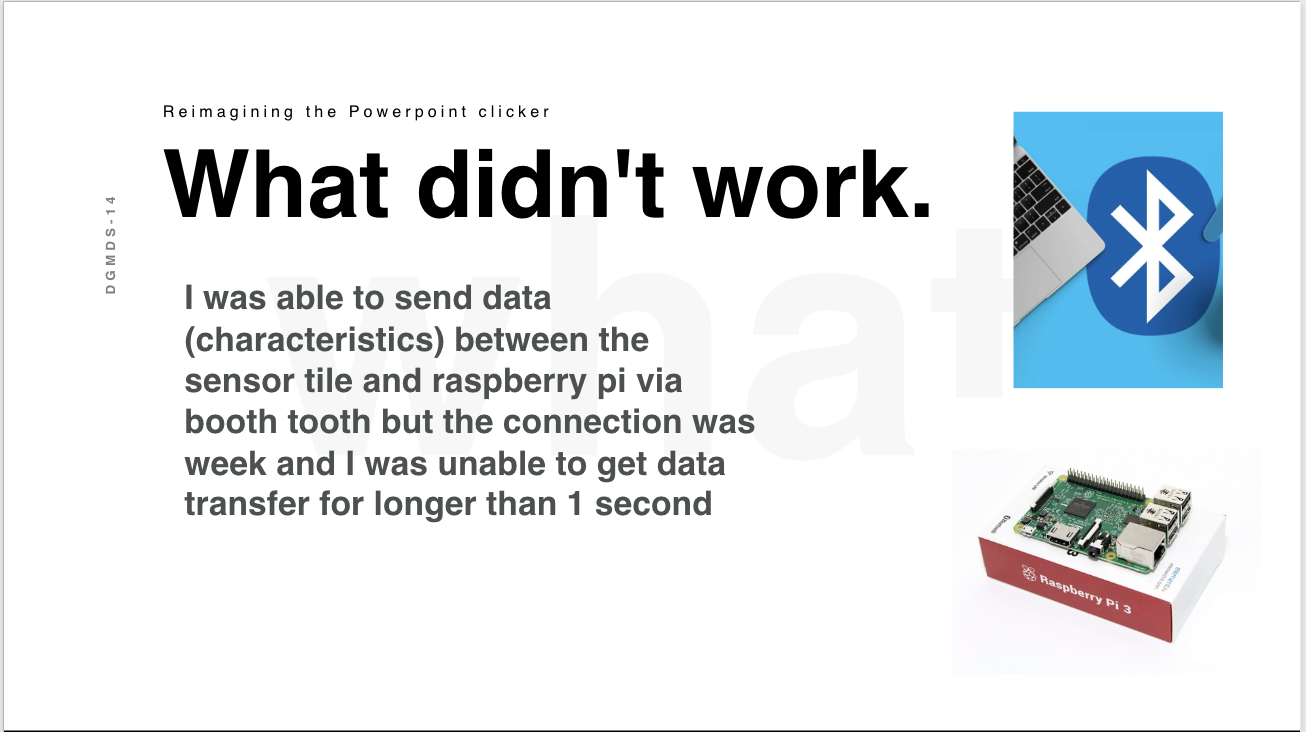 Reimagining the Powerpoint clicker
What didn't work.
DGMDS-14
what
I was able to send data
(characteristics) between the
sensor tile and raspberry pi via
booth tooth but the connection was
week and I was unable to get data
transfer for longer than 1 second
Raspberry Pi 3